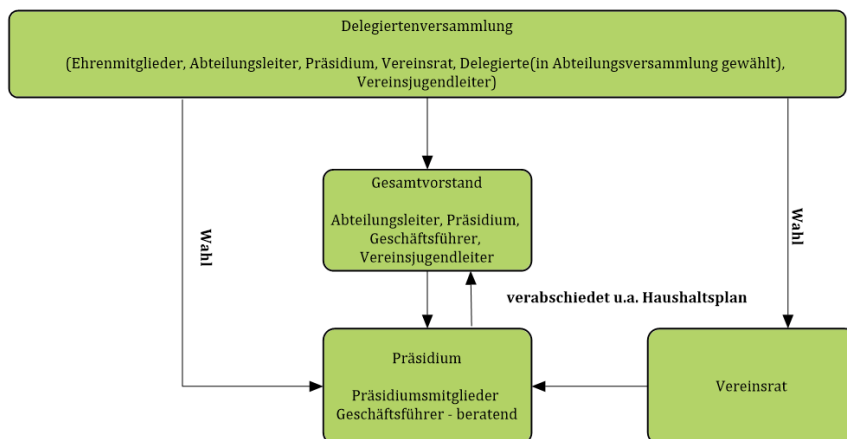 Delegiertenversammlung
(Ehrenmitglieder, Abteilungsleiter, Präsidium, Vereinsrat, Delegierte(in Abteilungsversammlung gewählt),
Vereinsjugendleiter)
Gesamtvorstand
Abteilungsleiter, Präsidium,
Geschäftsführer,
Vereinsjugendleiter
Wahl
Wahl
verabschiedet u.a. Haushaltsplan
Präsidium
Präsidiumsmitglieder
Geschäftsführer - beratend
Vereinsrat